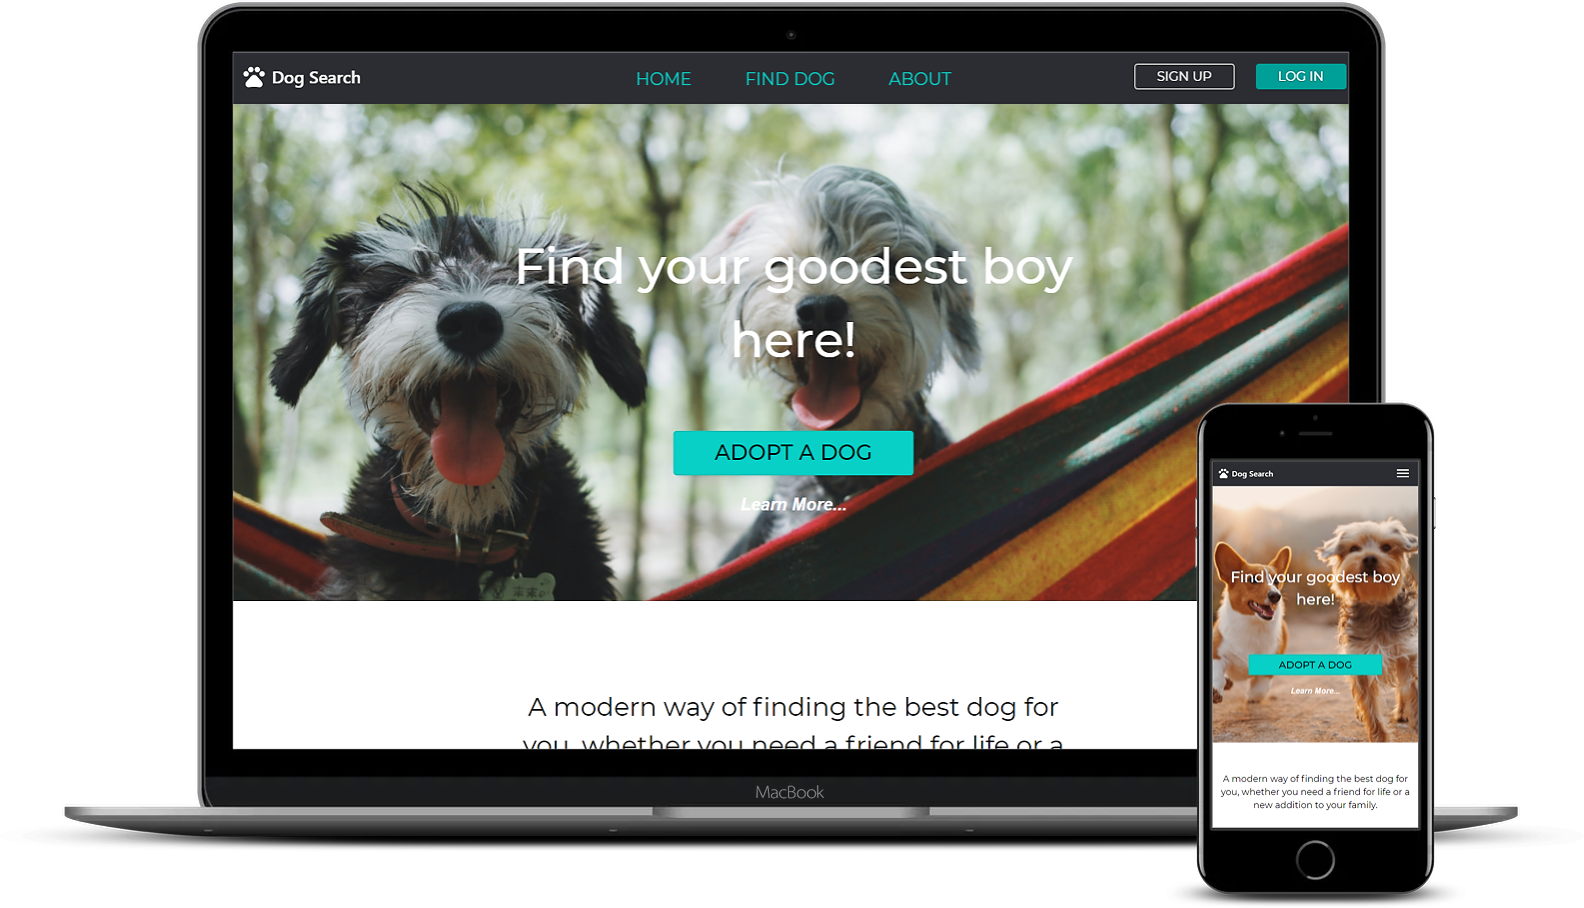 Dog Search
HOME
FIND DOG
ABOUT
SIGN UP
LOG IN
Find your goodest boy
here!
ADOPT A DOG
Learn More...
A modern way of finding the best dog for
you, whether you need a friend for life or a
MacBook
Dog Search
Find your goodest boy
here!
ADOPT A DOG
Learn More...
A modern way of finding the best dog for
you, whether you need a friend for life or a
new addition to your family.